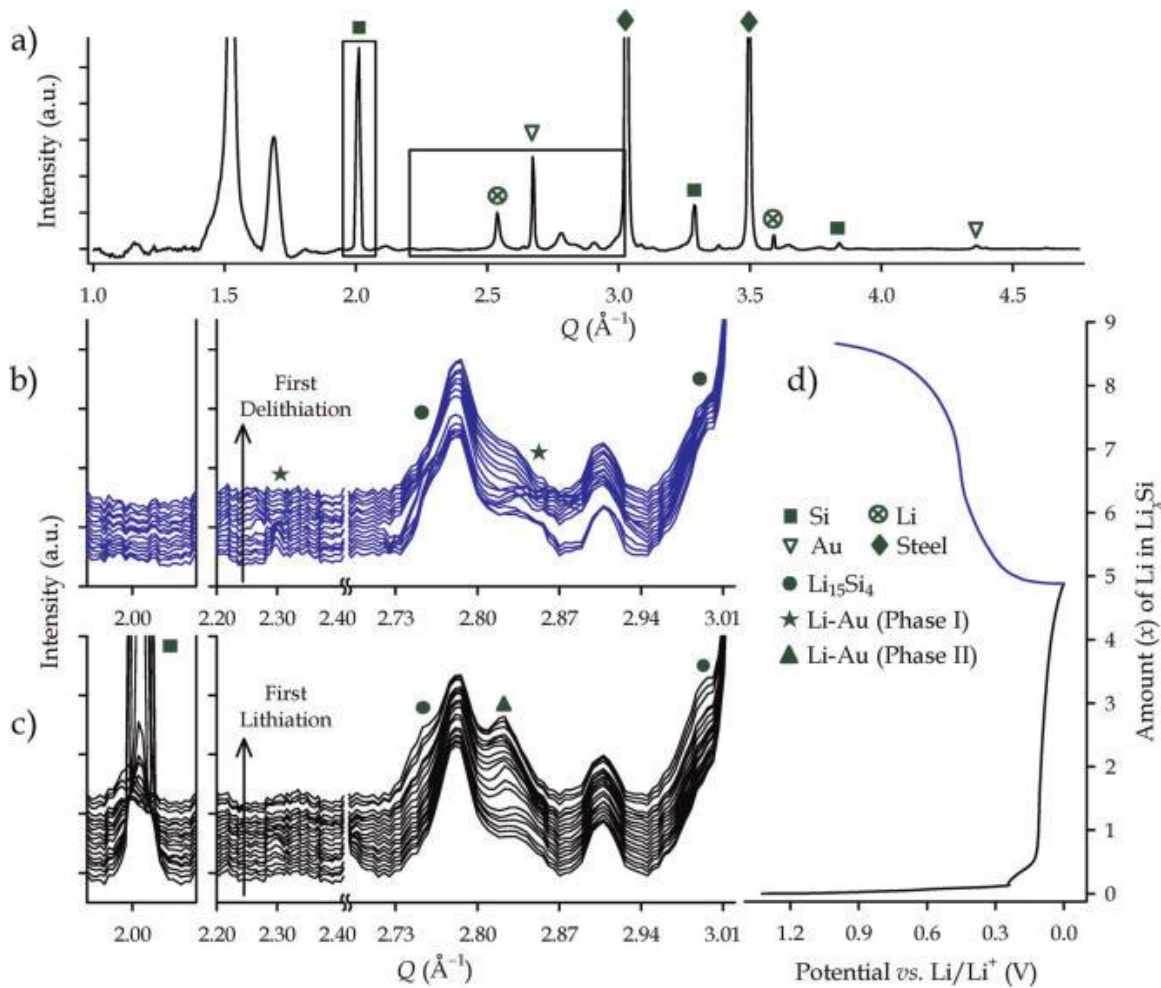 a)
Intensity (a.u.)
1.0 1.5 2.0 2.5 3.0 3.5 4.0 4.5
Q (Å⁻¹)
b)
First
Delithiation
2.00 2.20 2.30 2.40 2.73 2.80 2.87 2.94 3.01
Intensity (a.u.)
c)
First
Lithiation
2.00 2.20 2.30 2.40 2.73 2.80 2.87 2.94 3.01
Q (Å⁻¹)
d)
Si Li
Au Steel
Li₁₅Si₄
Li-Au (Phase I)
Li-Au (Phase II)
9
8
7
6
5
4
3
2
1
0
Amount (x) of Li in LiₓSi
1.2 0.9 0.6 0.3 0.0
Potential vs. Li/Li⁺ (V)